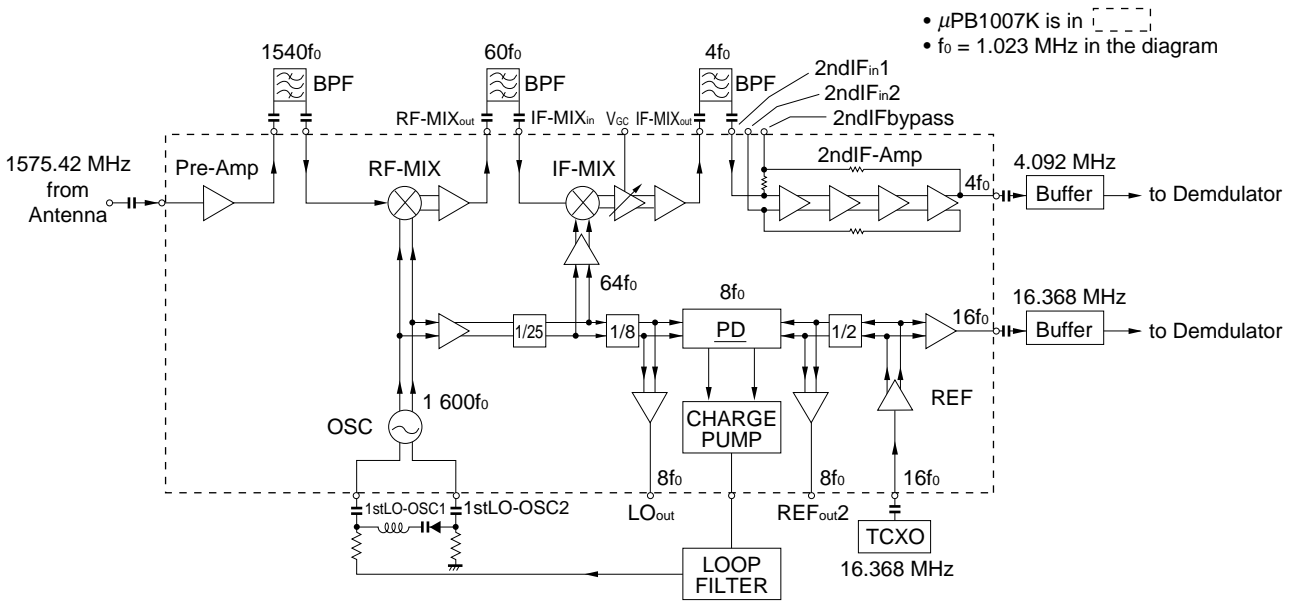 • μPB1007K is in
• f0 = 1.023 MHz in the diagram
1540f0
BPF
60f0
BPF
4f0
BPF
2ndIFin1
2ndIFin2
2ndIFbypass
RF-MIXout
IF-MIXin
VGC
IF-MIXout
1575.42 MHz
from
Antenna
Pre-Amp
RF-MIX
IF-MIX
2ndIF-Amp
4f0
4.092 MHz
Buffer
to Demdulator
64f0
8f0
1/25
1/8
PD
1/2
16f0
16.368 MHz
Buffer
to Demdulator
1 600f0
OSC
CHARGE
PUMP
REF
8f0
8f0
16f0
1stLO-OSC1
1stLO-OSC2
LOout
REFout2
TCXO
16.368 MHz
LOOP
FILTER